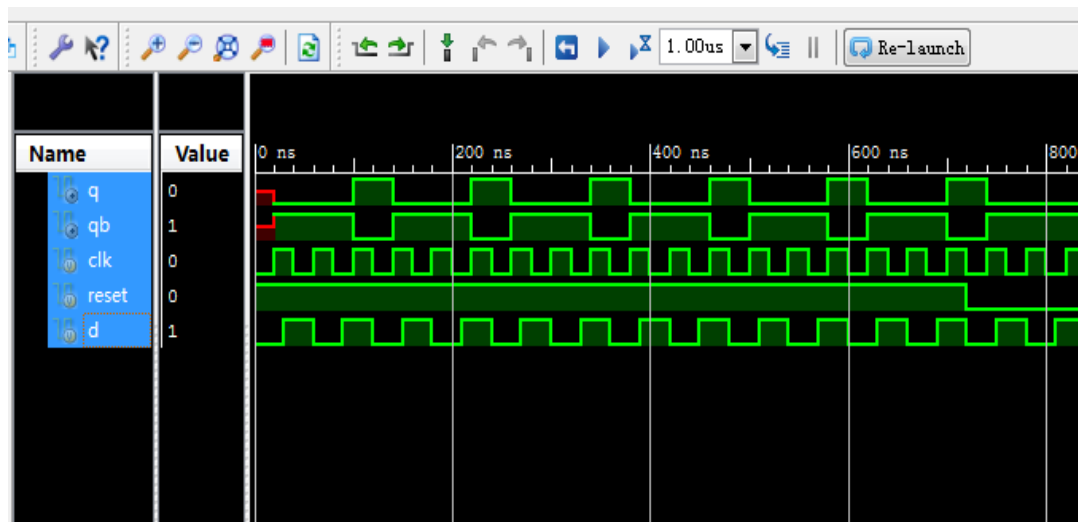 1.00us Re-launch
Name Value 0 ns 200 ns 400 ns 600 ns 800
q 0
qb 1
clk 0
reset 0
d 1